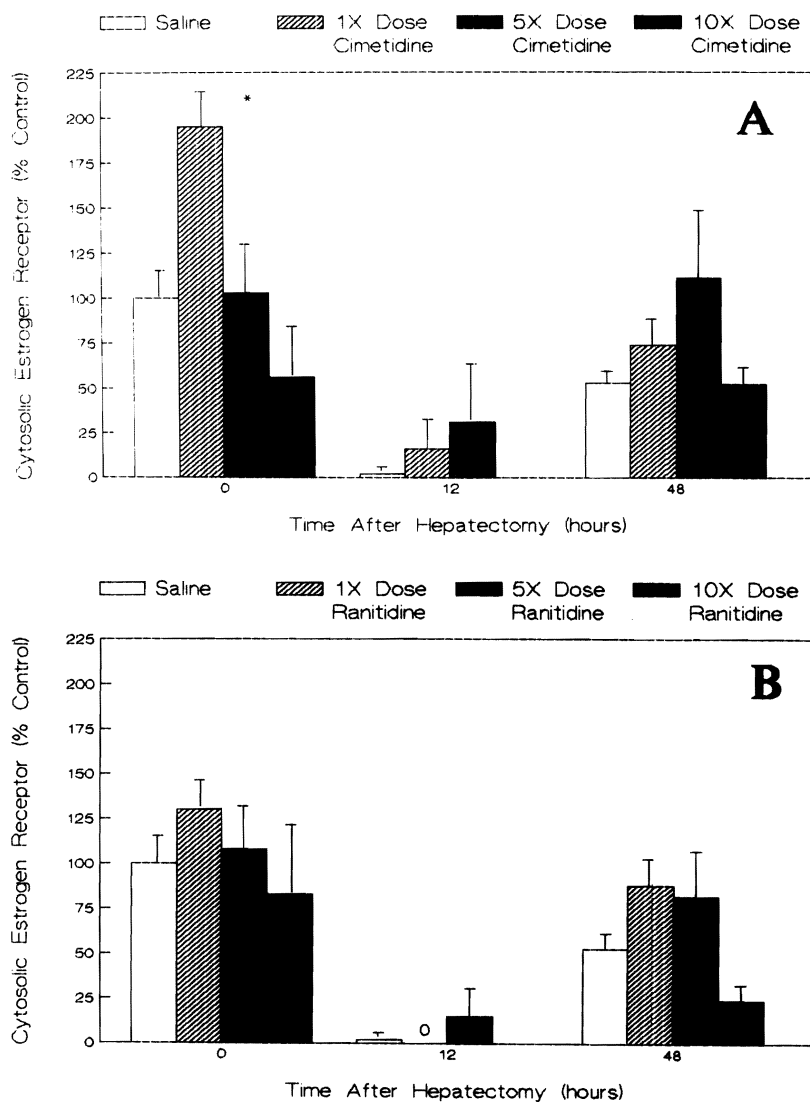 Saline 1X Dose Cimetidine 5X Dose Cimetidine 10X Dose Cimetidine
A
Cytosolic Estrogen Receptor (% Control)
225
200
175
150
125
100
75
50
25
0
*
0 12 48
Time After Hepatectomy (hours)
Saline 1X Dose Ranitidine 5X Dose Ranitidine 10X Dose Ranitidine
B
Cytosolic Estrogen Receptor (% Control)
225
200
175
150
125
100
75
50
25
0
O
0 12 48
Time After Hepatectomy (hours)